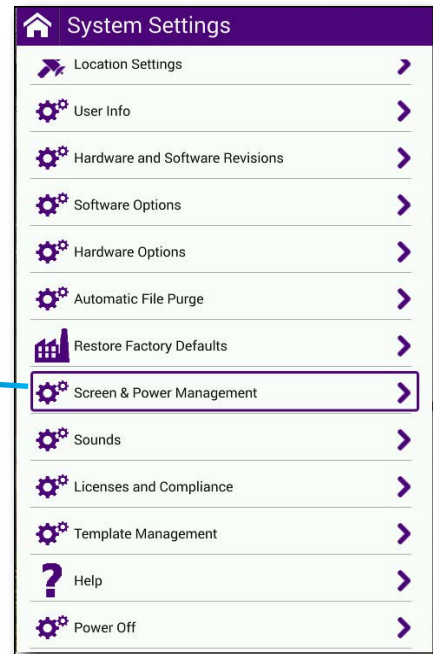 System Settings
Location Settings
User Info
Hardware and Software Revisions
Software Options
Hardware Options
Automatic File Purge
Restore Factory Defaults
Screen & Power Management
Sounds
Licenses and Compliance
Template Management
Help
Power Off